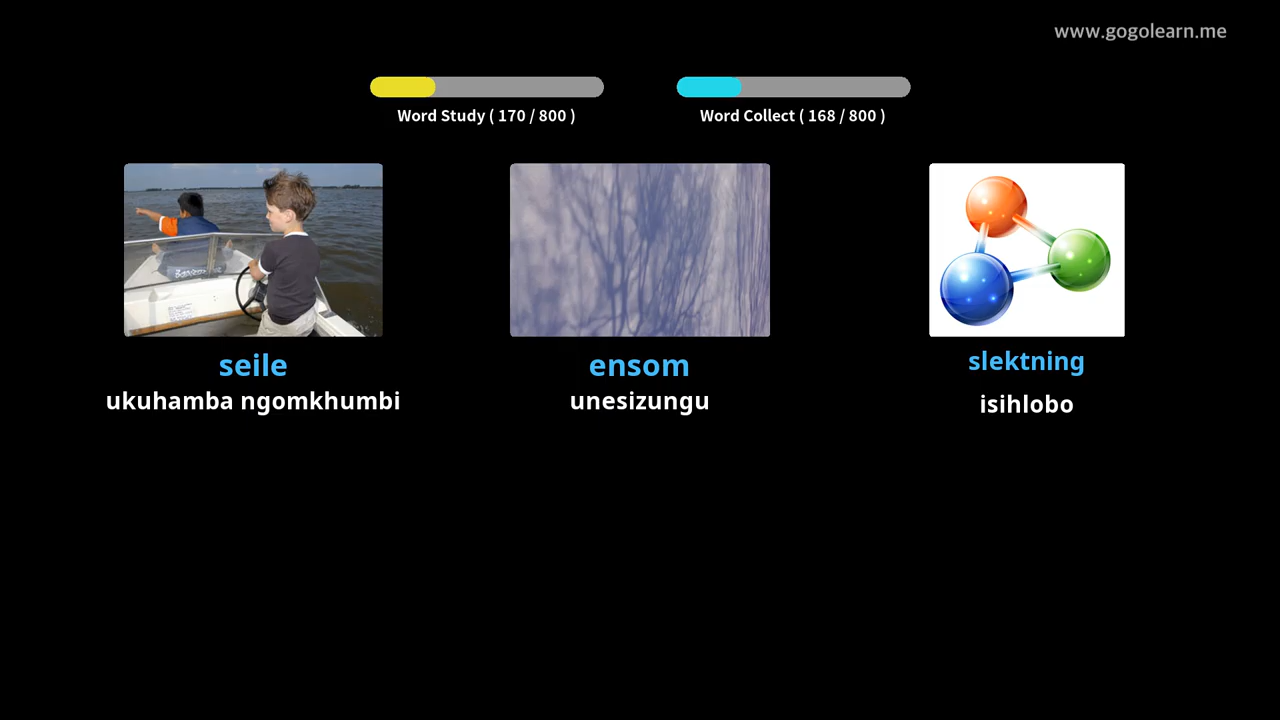 www.gogolearn.me
Word Study ( 170 / 800 )
Word Collect ( 168 / 800 )
seile
ukuhamba ngomkhumbi
ensom
unesizungu
slektning
isihlobo